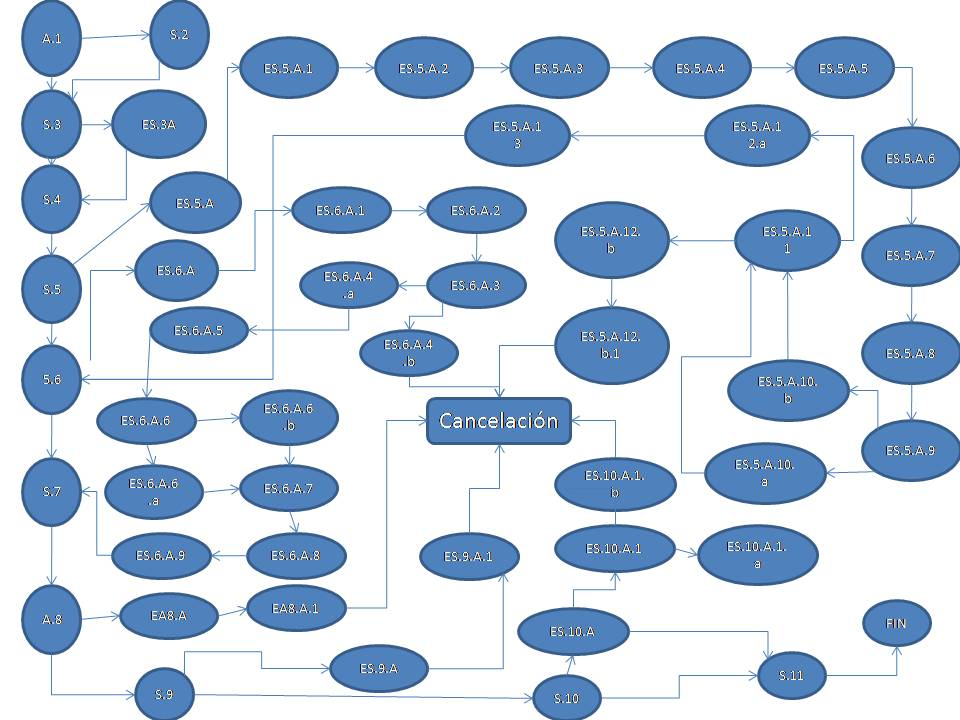 A.1
S.2
ES.5.A.1
ES.5.A.2
ES.5.A.3
ES.5.A.4
ES.5.A.5
S.3
ES.3A
ES.5.A.1
3
ES.5.A.1
2.a
ES.5.A.6
S.4
ES.5.A
ES.6.A.1
ES.6.A.2
ES.5.A.12.
b
ES.5.A.1
1
ES.5.A.7
S.5
ES.6.A
ES.6.A.4
.a
ES.6.A.3
ES.6.A.5
ES.6.A.4
.b
ES.5.A.12.
b.1
ES.5.A.8
5.6
ES.5.A.10.
b
ES.6.A.6
ES.6.A.6
.b
Cancelación
ES.5.A.9
S.7
ES.6.A.6
.a
ES.6.A.7
ES.10.A.1.
b
ES.5.A.10.
a
ES.6.A.9
ES.6.A.8
ES.9.A.1
ES.10.A.1
ES.10.A.1.
a
A.8
EA8.A
EA8.A.1
ES.10.A
FIN
S.9
ES.9.A
S.10
S.11